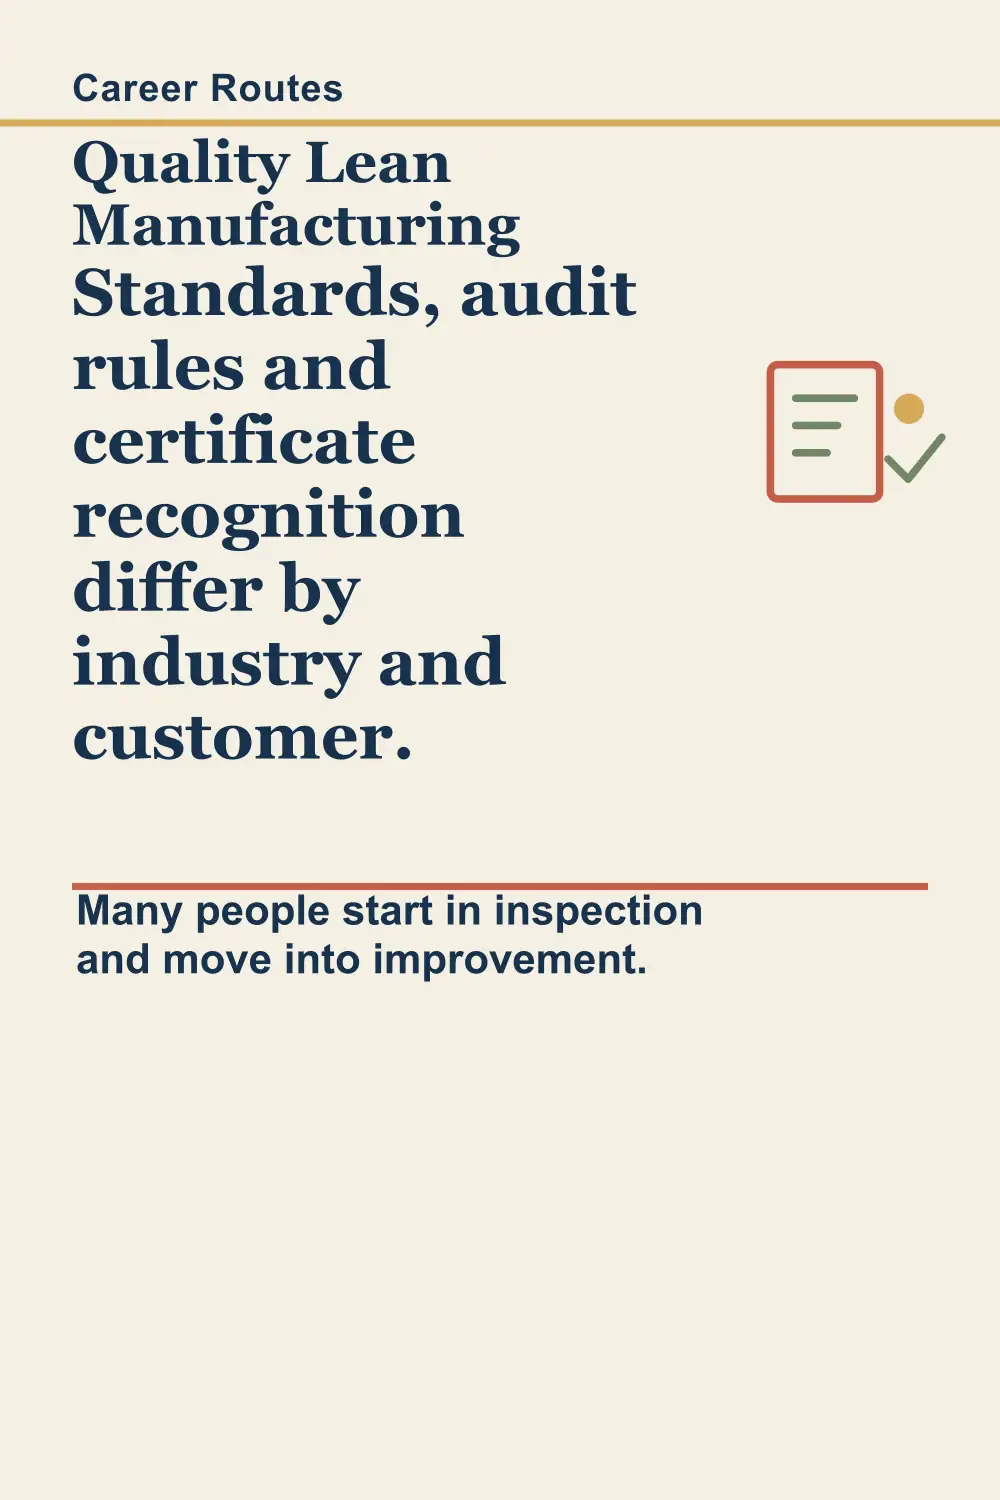 Career Routes
Quality Lean
Manufacturing
Standards, audit
rules and
certificate
recognition
differ by
industry and
customer.
Many people start in inspection
and move into improvement.